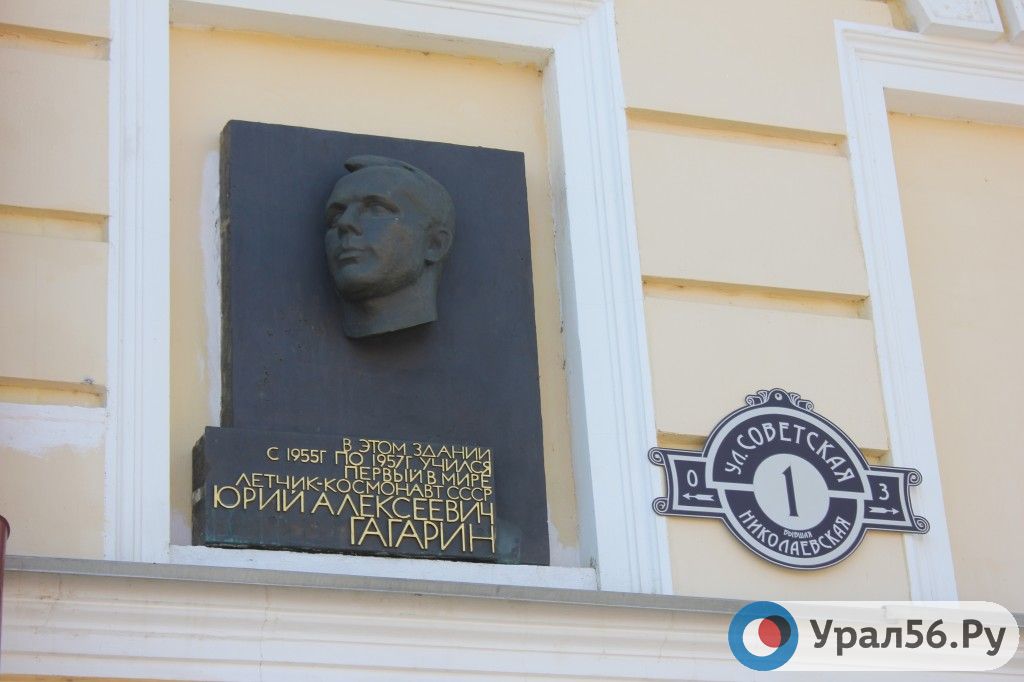 В ЭТОМ ЗДАНИИ
С 1955Г ПО 1957Г УЧИЛСЯ
ПЕРВЫЙ В МИРЕ
ЛЕТЧИК-КОСМОНАВТ СССР
ЮРИЙ АЛЕКСЕЕВИЧ
ГАГАРИН
УЛ.СОВЕТСКАЯ
0 1 3
БЫВШАЯ
НИКОЛАЕВСКАЯ
Урал56.Ру